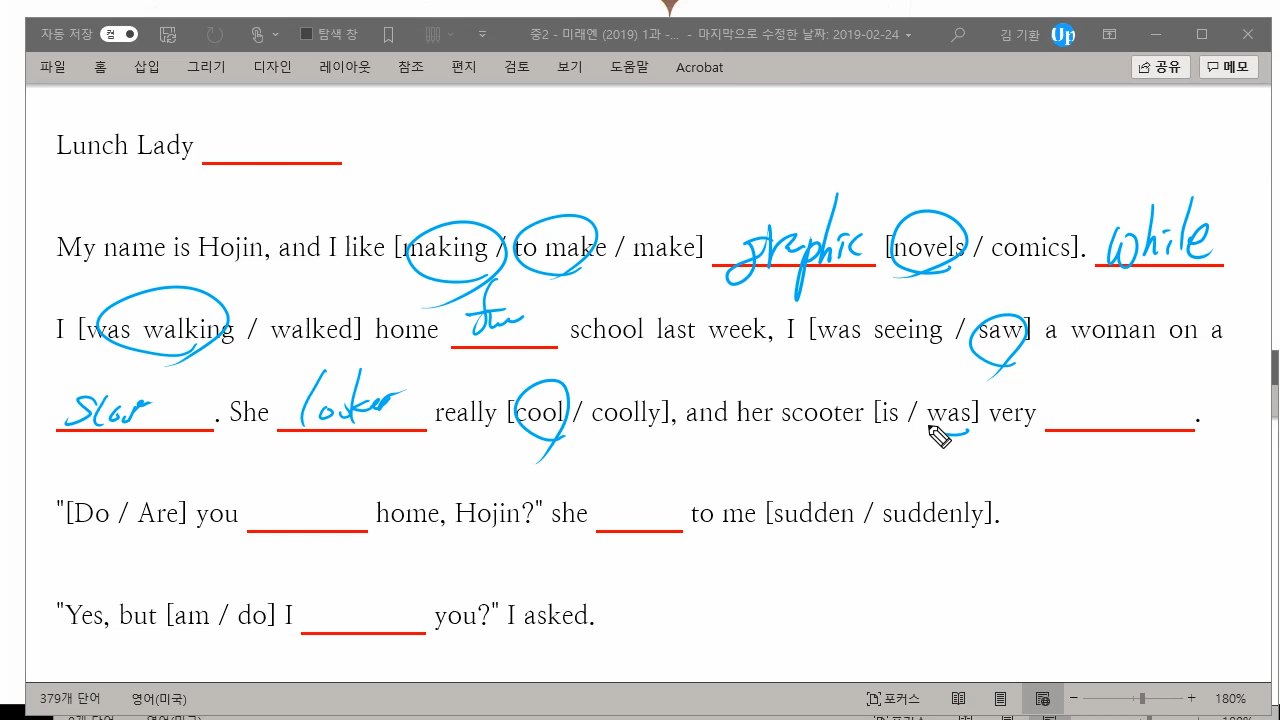 자동 저장 컴 탐색 창 중2 - 미래엔 (2019) 1과 -... - 마지막으로 수정한 날짜: 2019-02-24 김 기환 Up
파일 홈 삽입 그리기 디자인 레이아웃 참조 편지 검토 보기 도움말 Acrobat 공유 메모
Lunch Lady
My name is Hojin, and I like [making / to make / make] graphic [novels / comics]. while
I [was walking / walked] home school last week, I [was seeing / saw] a woman on a
. She really [cool / coolly], and her scooter [is / was] very .
"[Do / Are] you home, Hojin?" she to me [sudden / suddenly].
"Yes, but [am / do] I you?" I asked.
379개 단어 영어(미국) 포커스 180%